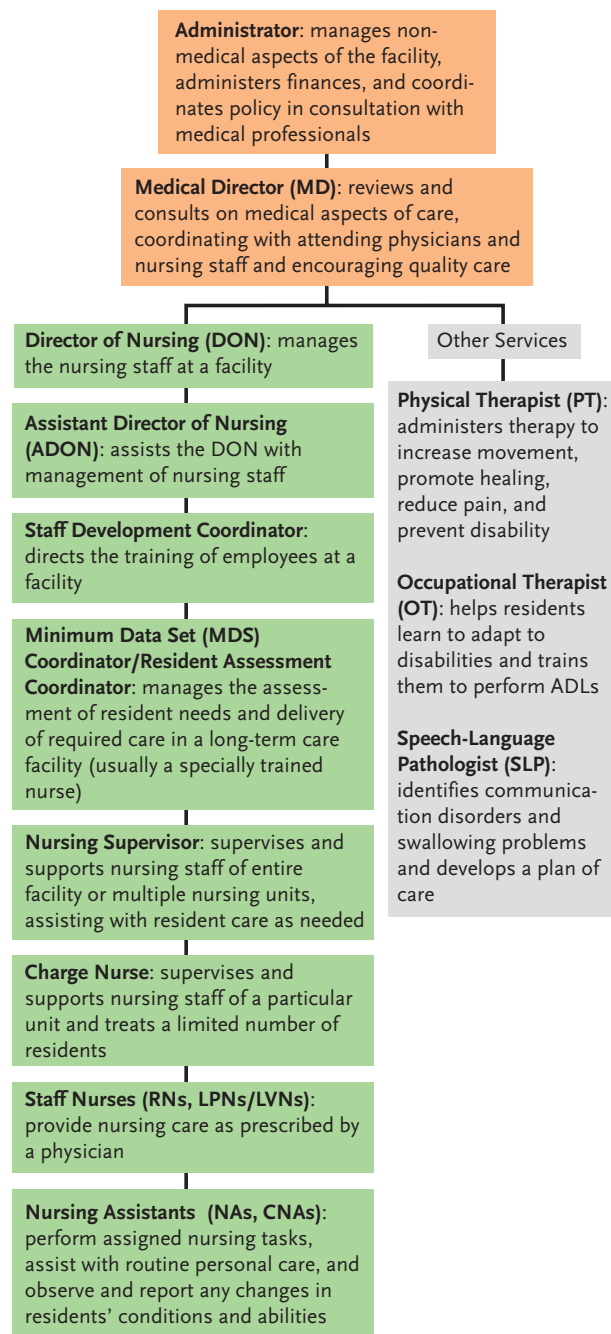 Administrator: manages non-
medical aspects of the facility,
administers finances, and coordi-
nates policy in consultation with
medical professionals
Medical Director (MD): reviews and
consults on medical aspects of care,
coordinating with attending physicians and
nursing staff and encouraging quality care
Director of Nursing (DON): manages
the nursing staff at a facility
Assistant Director of Nursing
(ADON): assists the DON with
management of nursing staff
Staff Development Coordinator:
directs the training of employees at a
facility
Minimum Data Set (MDS)
Coordinator/Resident Assessment
Coordinator: manages the assess-
ment of resident needs and delivery
of required care in a long-term care
facility (usually a specially trained
nurse)
Nursing Supervisor: supervises and
supports nursing staff of entire
facility or multiple nursing units,
assisting with resident care as needed
Charge Nurse: supervises and
supports nursing staff of a particular
unit and treats a limited number of
residents
Staff Nurses (RNs, LPNs/LVNs):
provide nursing care as prescribed by
a physician
Nursing Assistants (NAs, CNAs):
perform assigned nursing tasks,
assist with routine personal care, and
observe and report any changes in
residents' conditions and abilities
Other Services
Physical Therapist (PT):
administers therapy to
increase movement,
promote healing,
reduce pain, and
prevent disability
Occupational Therapist
(OT): helps residents
learn to adapt to
disabilities and trains
them to perform ADLs
Speech-Language
Pathologist (SLP):
identifies communica-
tion disorders and
swallowing problems
and develops a plan of
care